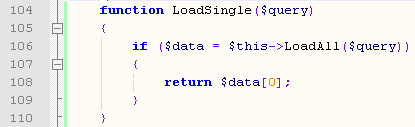 104 function LoadSingle($query)
105 {
106 if ($data = $this->LoadAll($query))
107 {
108 return $data[0];
109 }
110 }